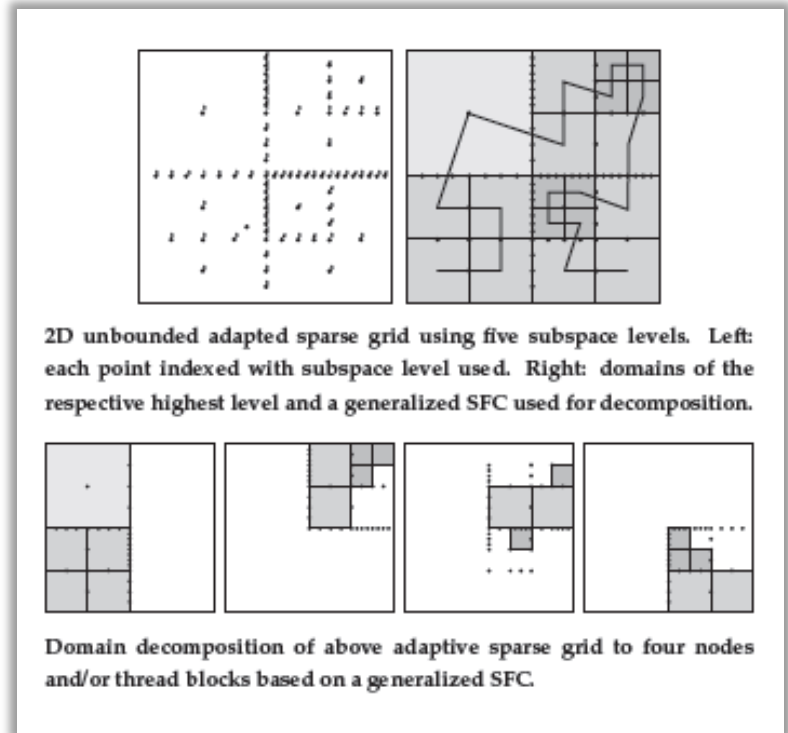 2D unbounded adapted sparse grid using five subspace levels. Left:
each point indexed with subspace level used. Right: domains of the
respective highest level and a generalized SFC used for decomposition.
Domain decomposition of above adaptive sparse grid to four nodes
and/or thread blocks based on a generalized SFC.